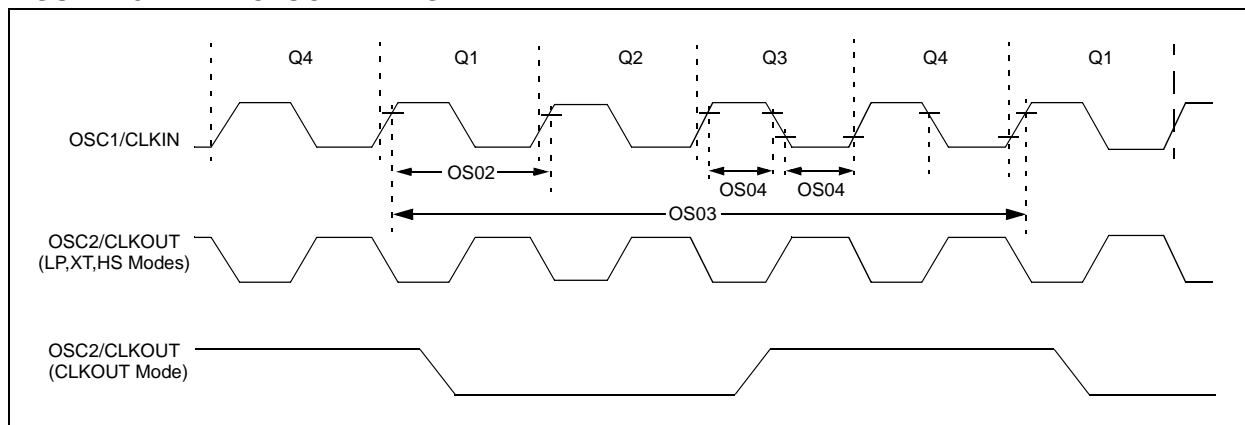 Q4 Q1 Q2 Q3 Q4 Q1
OSC1/CLKIN
OS02
OS04 OS04
OS03
OSC2/CLKOUT
(LP,XT,HS Modes)
OSC2/CLKOUT
(CLKOUT Mode)